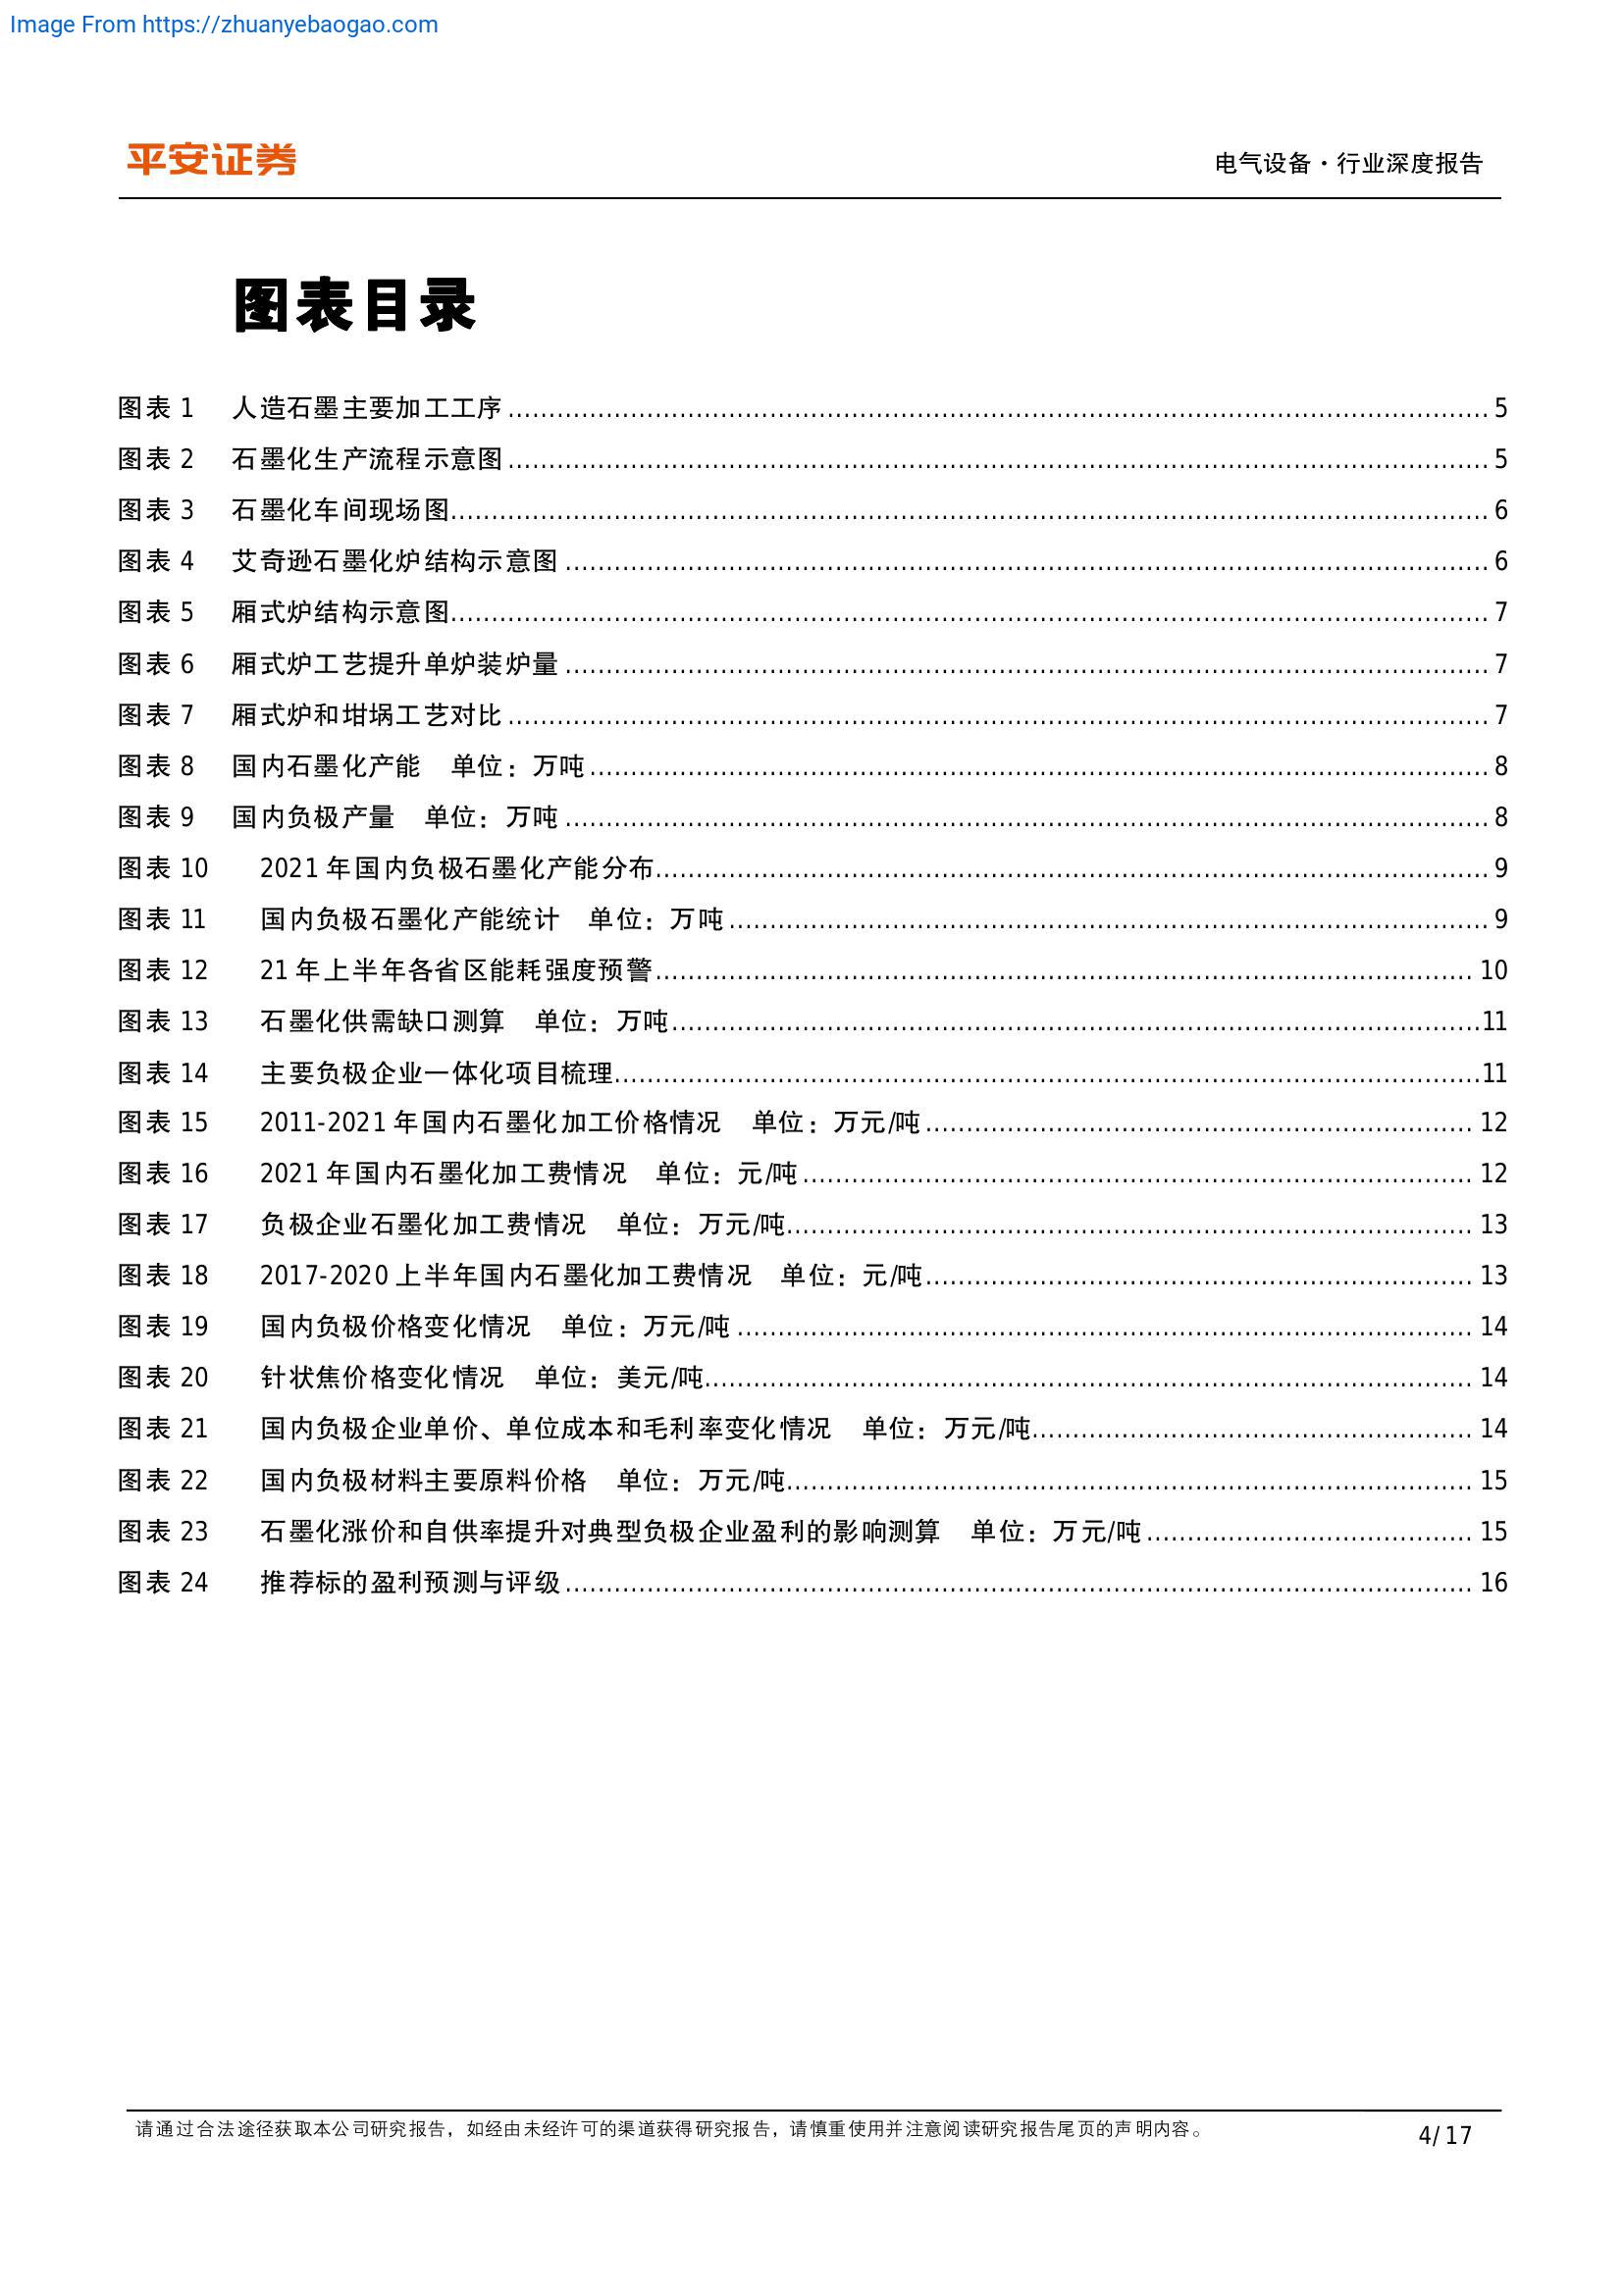 Image From https://zhuanyebaogao.com
平安证券
电气设备·行业深度报告
图表目录
图表 1 人造石墨主要加工工序 5
图表 2 石墨化生产流程示意图 5
图表 3 石墨化车间现场图 6
图表 4 艾奇逊石墨化炉结构示意图 6
图表 5 厢式炉结构示意图 7
图表 6 厢式炉工艺提升单炉装炉量 7
图表 7 厢式炉和坩埚工艺对比 7
图表 8 国内石墨化产能 单位：万吨 8
图表 9 国内负极产量 单位：万吨 8
图表 10 2021 年国内负极石墨化产能分布 9
图表 11 国内负极石墨化产能统计 单位：万吨 9
图表 12 21 年上半年各省区能耗强度预警 10
图表 13 石墨化供需缺口测算 单位：万吨 11
图表 14 主要负极企业一体化项目梳理 11
图表 15 2011-2021 年国内石墨化加工价格情况 单位：万元/吨 12
图表 16 2021 年国内石墨化加工费情况 单位：元/吨 12
图表 17 负极企业石墨化加工费情况 单位：万元/吨 13
图表 18 2017-2020 上半年国内石墨化加工费情况 单位：元/吨 13
图表 19 国内负极价格变化情况 单位：万元/吨 14
图表 20 针状焦价格变化情况 单位：美元/吨 14
图表 21 国内负极企业单价、单位成本和毛利率变化情况 单位：万元/吨 14
图表 22 国内负极材料主要原料价格 单位：万元/吨 15
图表 23 石墨化涨价和自供率提升对典型负极企业盈利的影响测算 单位：万元/吨 15
图表 24 推荐标的盈利预测与评级 16
请通过合法途径获取本公司研究报告，如经由未经许可的渠道获得研究报告，请慎重使用并注意阅读研究报告尾页的声明内容。
4/ 17